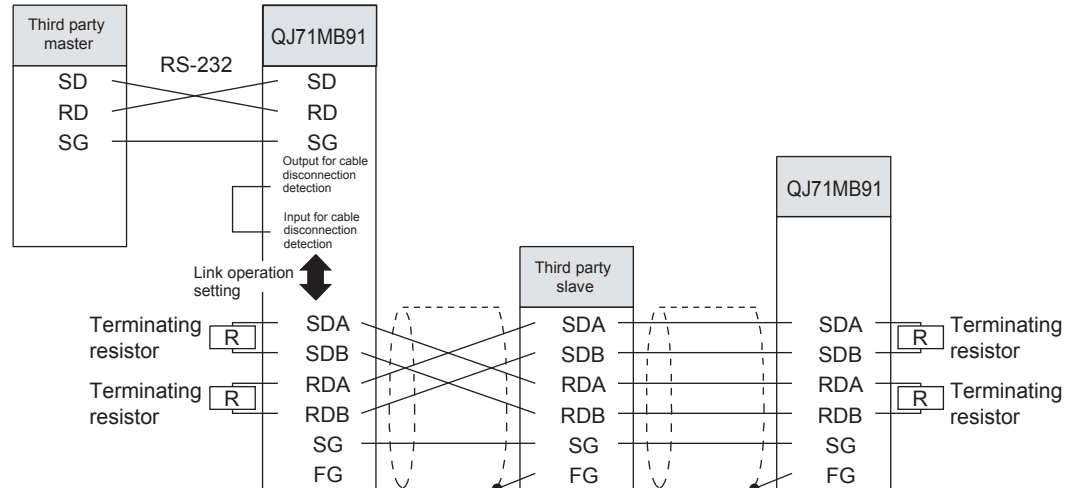 Third party
master
SD
RD
SG
RS-232
QJ71MB91
SD
RD
SG
Output for cable
disconnection
detection
Input for cable
disconnection
detection
Link operation
setting
Terminating
resistor
R
Terminating
resistor
R
SDA
SDB
RDA
RDB
SG
FG
Third party
slave
SDA
SDB
RDA
RDB
SG
FG
QJ71MB91
SDA
SDB
RDA
RDB
SG
FG
R
Terminating
resistor
R
Terminating
resistor